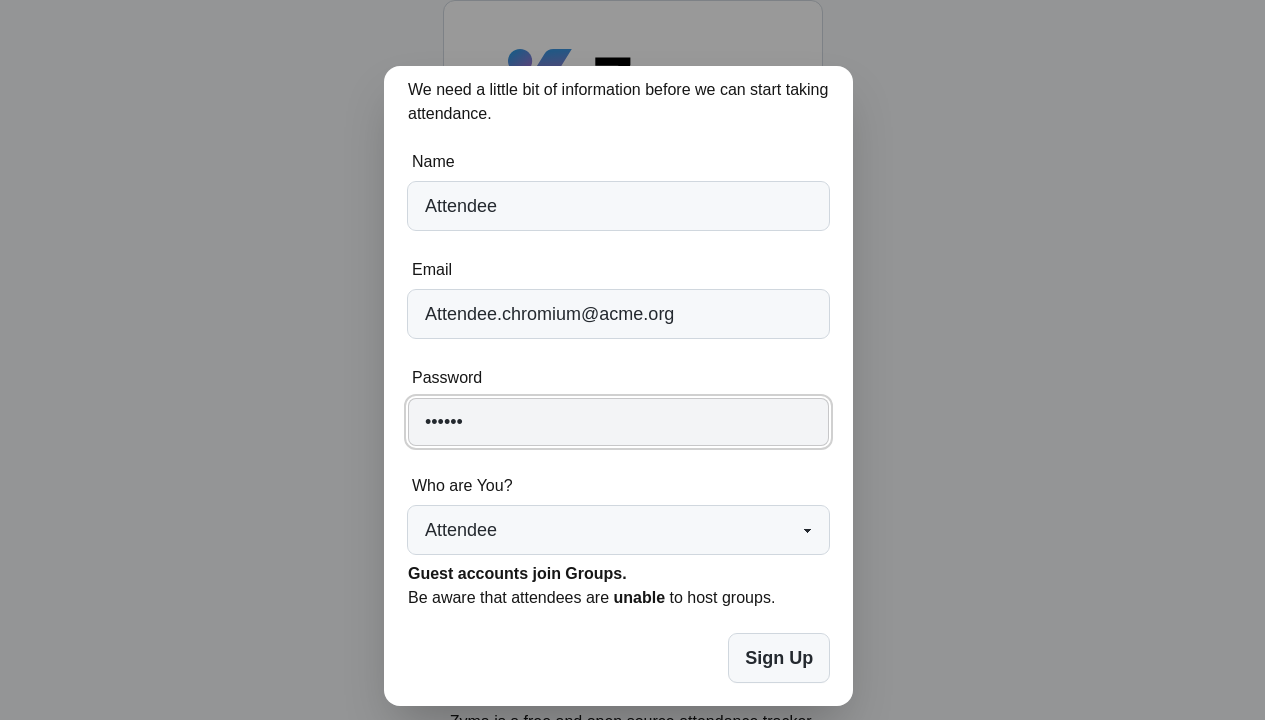 We need a little bit of information before we can start taking
attendance.
Name
Attendee
Email
Attendee.chromium@acme.org
Password
••••••
Who are You?
Attendee
Guest accounts join Groups.
Be aware that attendees are unable to host groups.
Sign Up